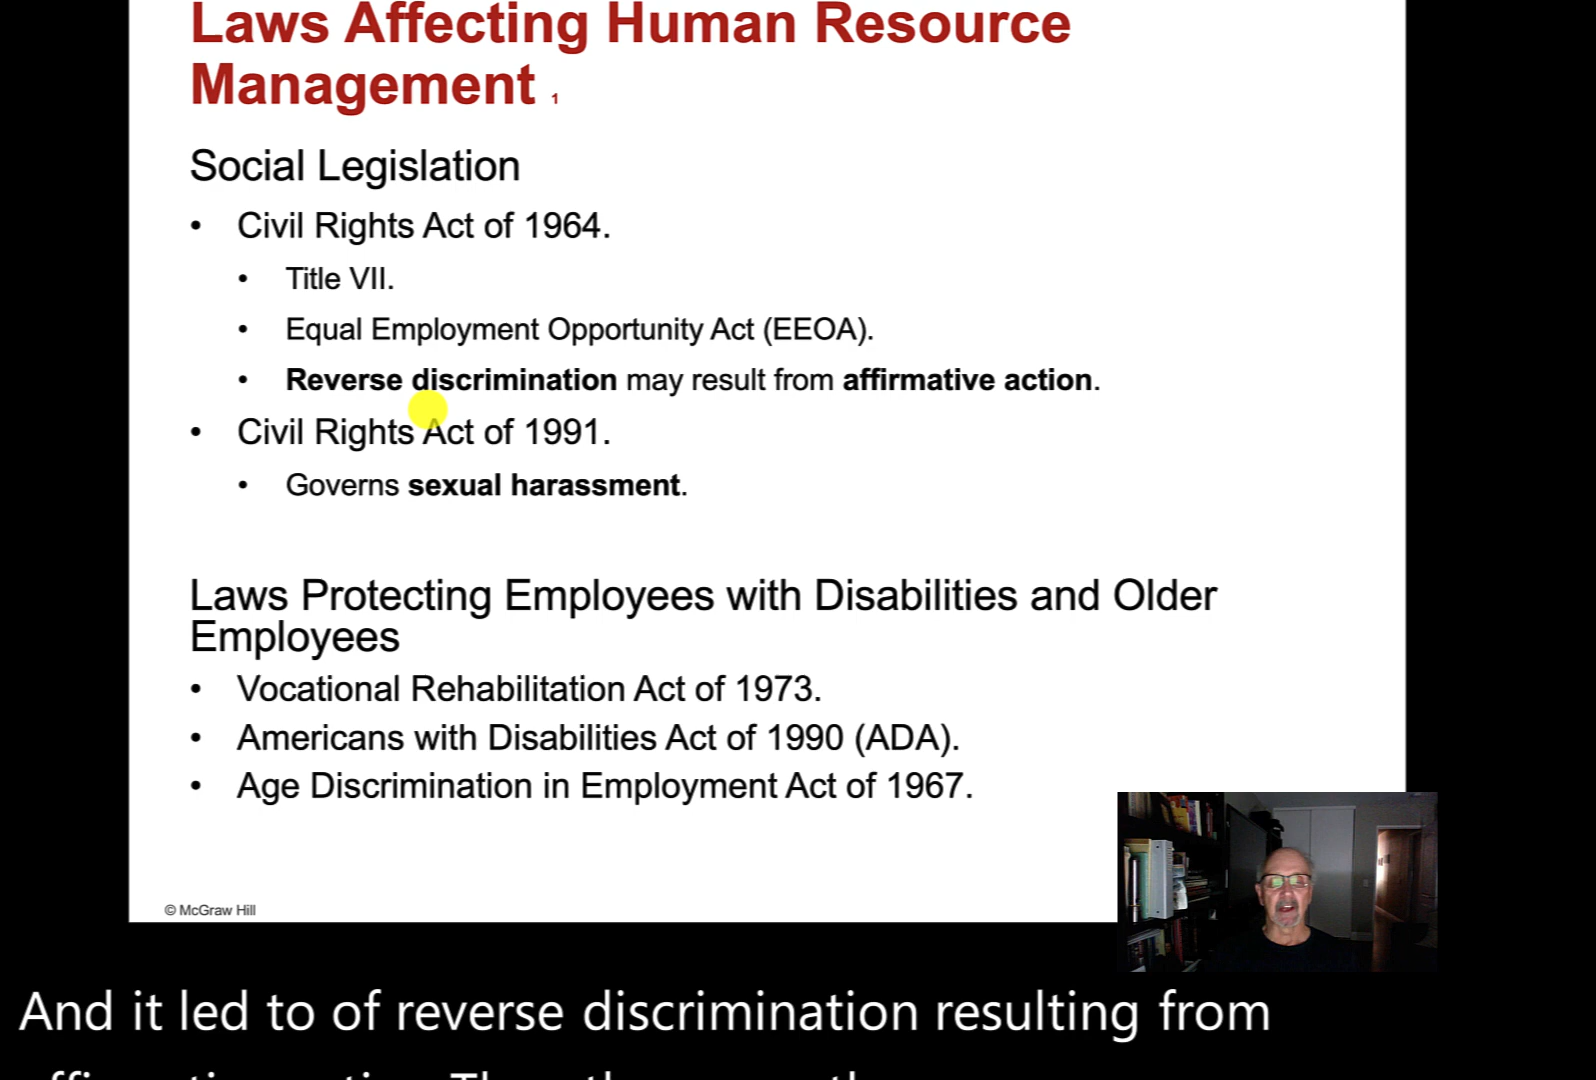 Laws Affecting Human Resource
Management 1
Social Legislation
• Civil Rights Act of 1964.
• Title VII.
• Equal Employment Opportunity Act (EEOA).
• Reverse discrimination may result from affirmative action.
• Civil Rights Act of 1991.
• Governs sexual harassment.
Laws Protecting Employees with Disabilities and Older
Employees
• Vocational Rehabilitation Act of 1973.
• Americans with Disabilities Act of 1990 (ADA).
• Age Discrimination in Employment Act of 1967.
© McGraw Hill
And it led to of reverse discrimination resulting from